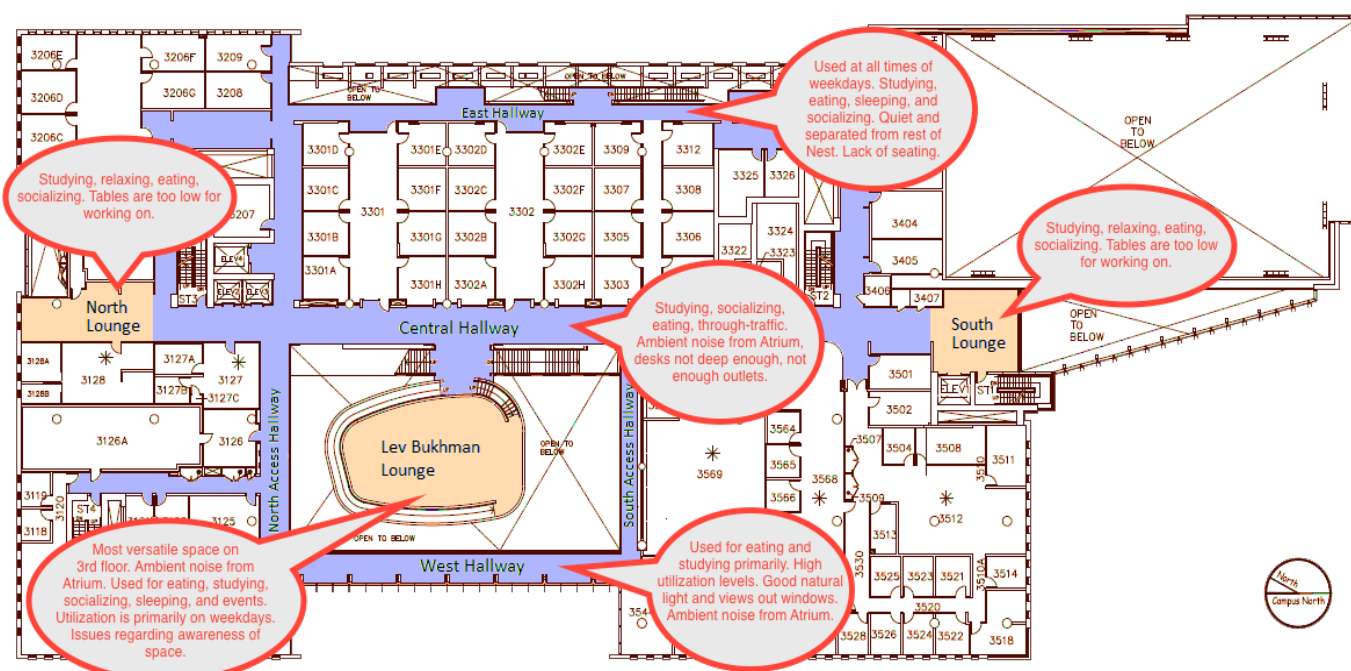 3206E
3206F
3209
3206D
3206G
3208
3206C
OPEN TO BELOW
OPEN TO
BELOW
East Hallway
Used at all times of
weekdays. Studying,
eating, sleeping, and
socializing. Quiet and
separated from rest of
Nest. Lack of seating.
OPEN
TO
BELOW
Studying, relaxing, eating,
socializing. Tables are too low for
working on.
3207
3301D
3301E
3302D
3302E
3309
3312
3301C
3301F
3302C
3302F
3307
3308
3301
3302
3301B
3301G
3302B
3302G
3305
3306
3301A
3301H
3302A
3302H
3303
3325
3326
3324
3322
3323
3404
3405
3406
3407
Studying, relaxing, eating,
socializing. Tables are too low
for working on.
ELEV4
ELEV2
ELEV3
ST3
ST2
North
Lounge
Central Hallway
Studying, socializing,
eating, through-traffic.
Ambient noise from Atrium,
desks not deep enough, not
enough outlets.
South
Lounge
OPEN
TO
BELOW
ELEV1
ST1
3128A
3128
3128B
3127A
3127
3127B
3127C
3126A
3126
North Access Hallway
Lev Bukhman
Lounge
OPEN TO
BELOW
South Access Hallway
3501
3502
3564
3565
3566
3569
3568
3507
3509
3504
3508
3510
3511
3512
3513
3119
3118
3120
ST4
3125
OPEN TO BELOW
West Hallway
Most versatile space on
3rd floor. Ambient noise from
Atrium. Used for eating, studying,
socializing, sleeping, and events.
Utilization is primarily on weekdays.
Issues regarding awareness of
space.
Used for eating and
studying primarily. High
utilization levels. Good natural
light and views out windows.
Ambient noise from Atrium.
3530
3525
3523
3521
3510A
3514
3520
3528
3526
3524
3522
3518
North
Campus North